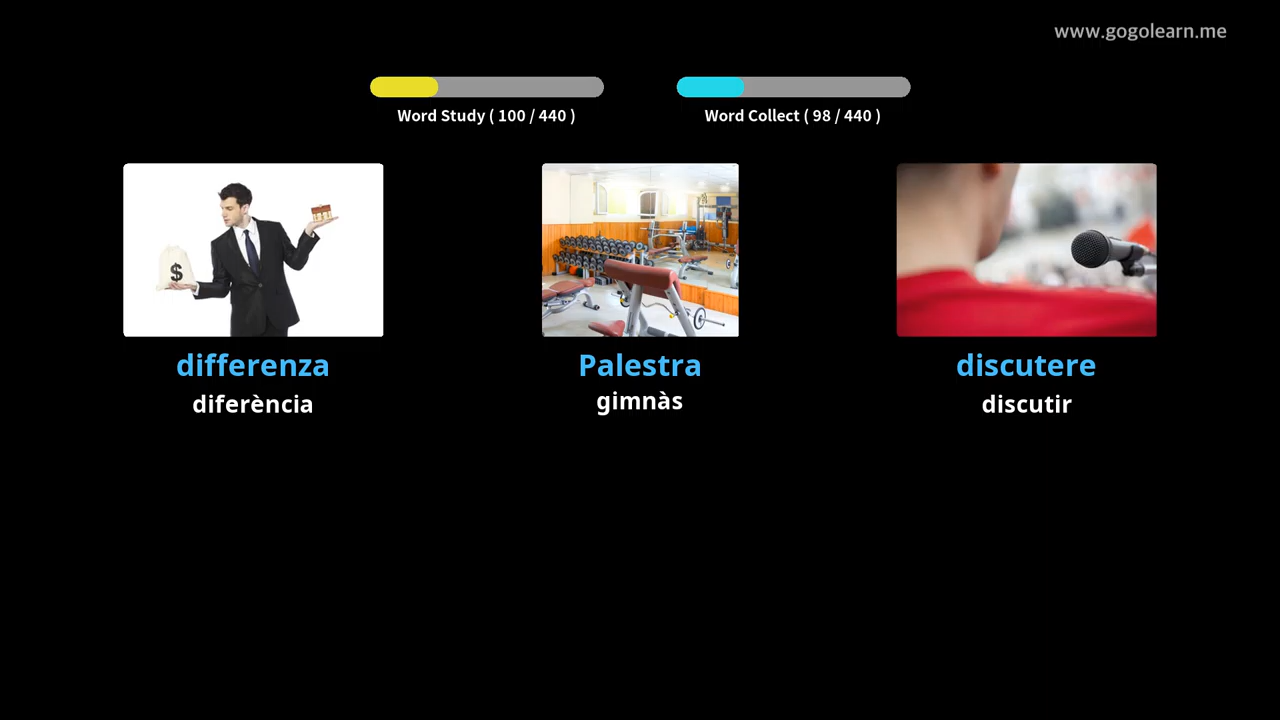 www.gogolearn.me
Word Study ( 100 / 440 )
Word Collect ( 98 / 440 )
$
differenza
diferència
Palestra
gimnàs
discutere
discutir